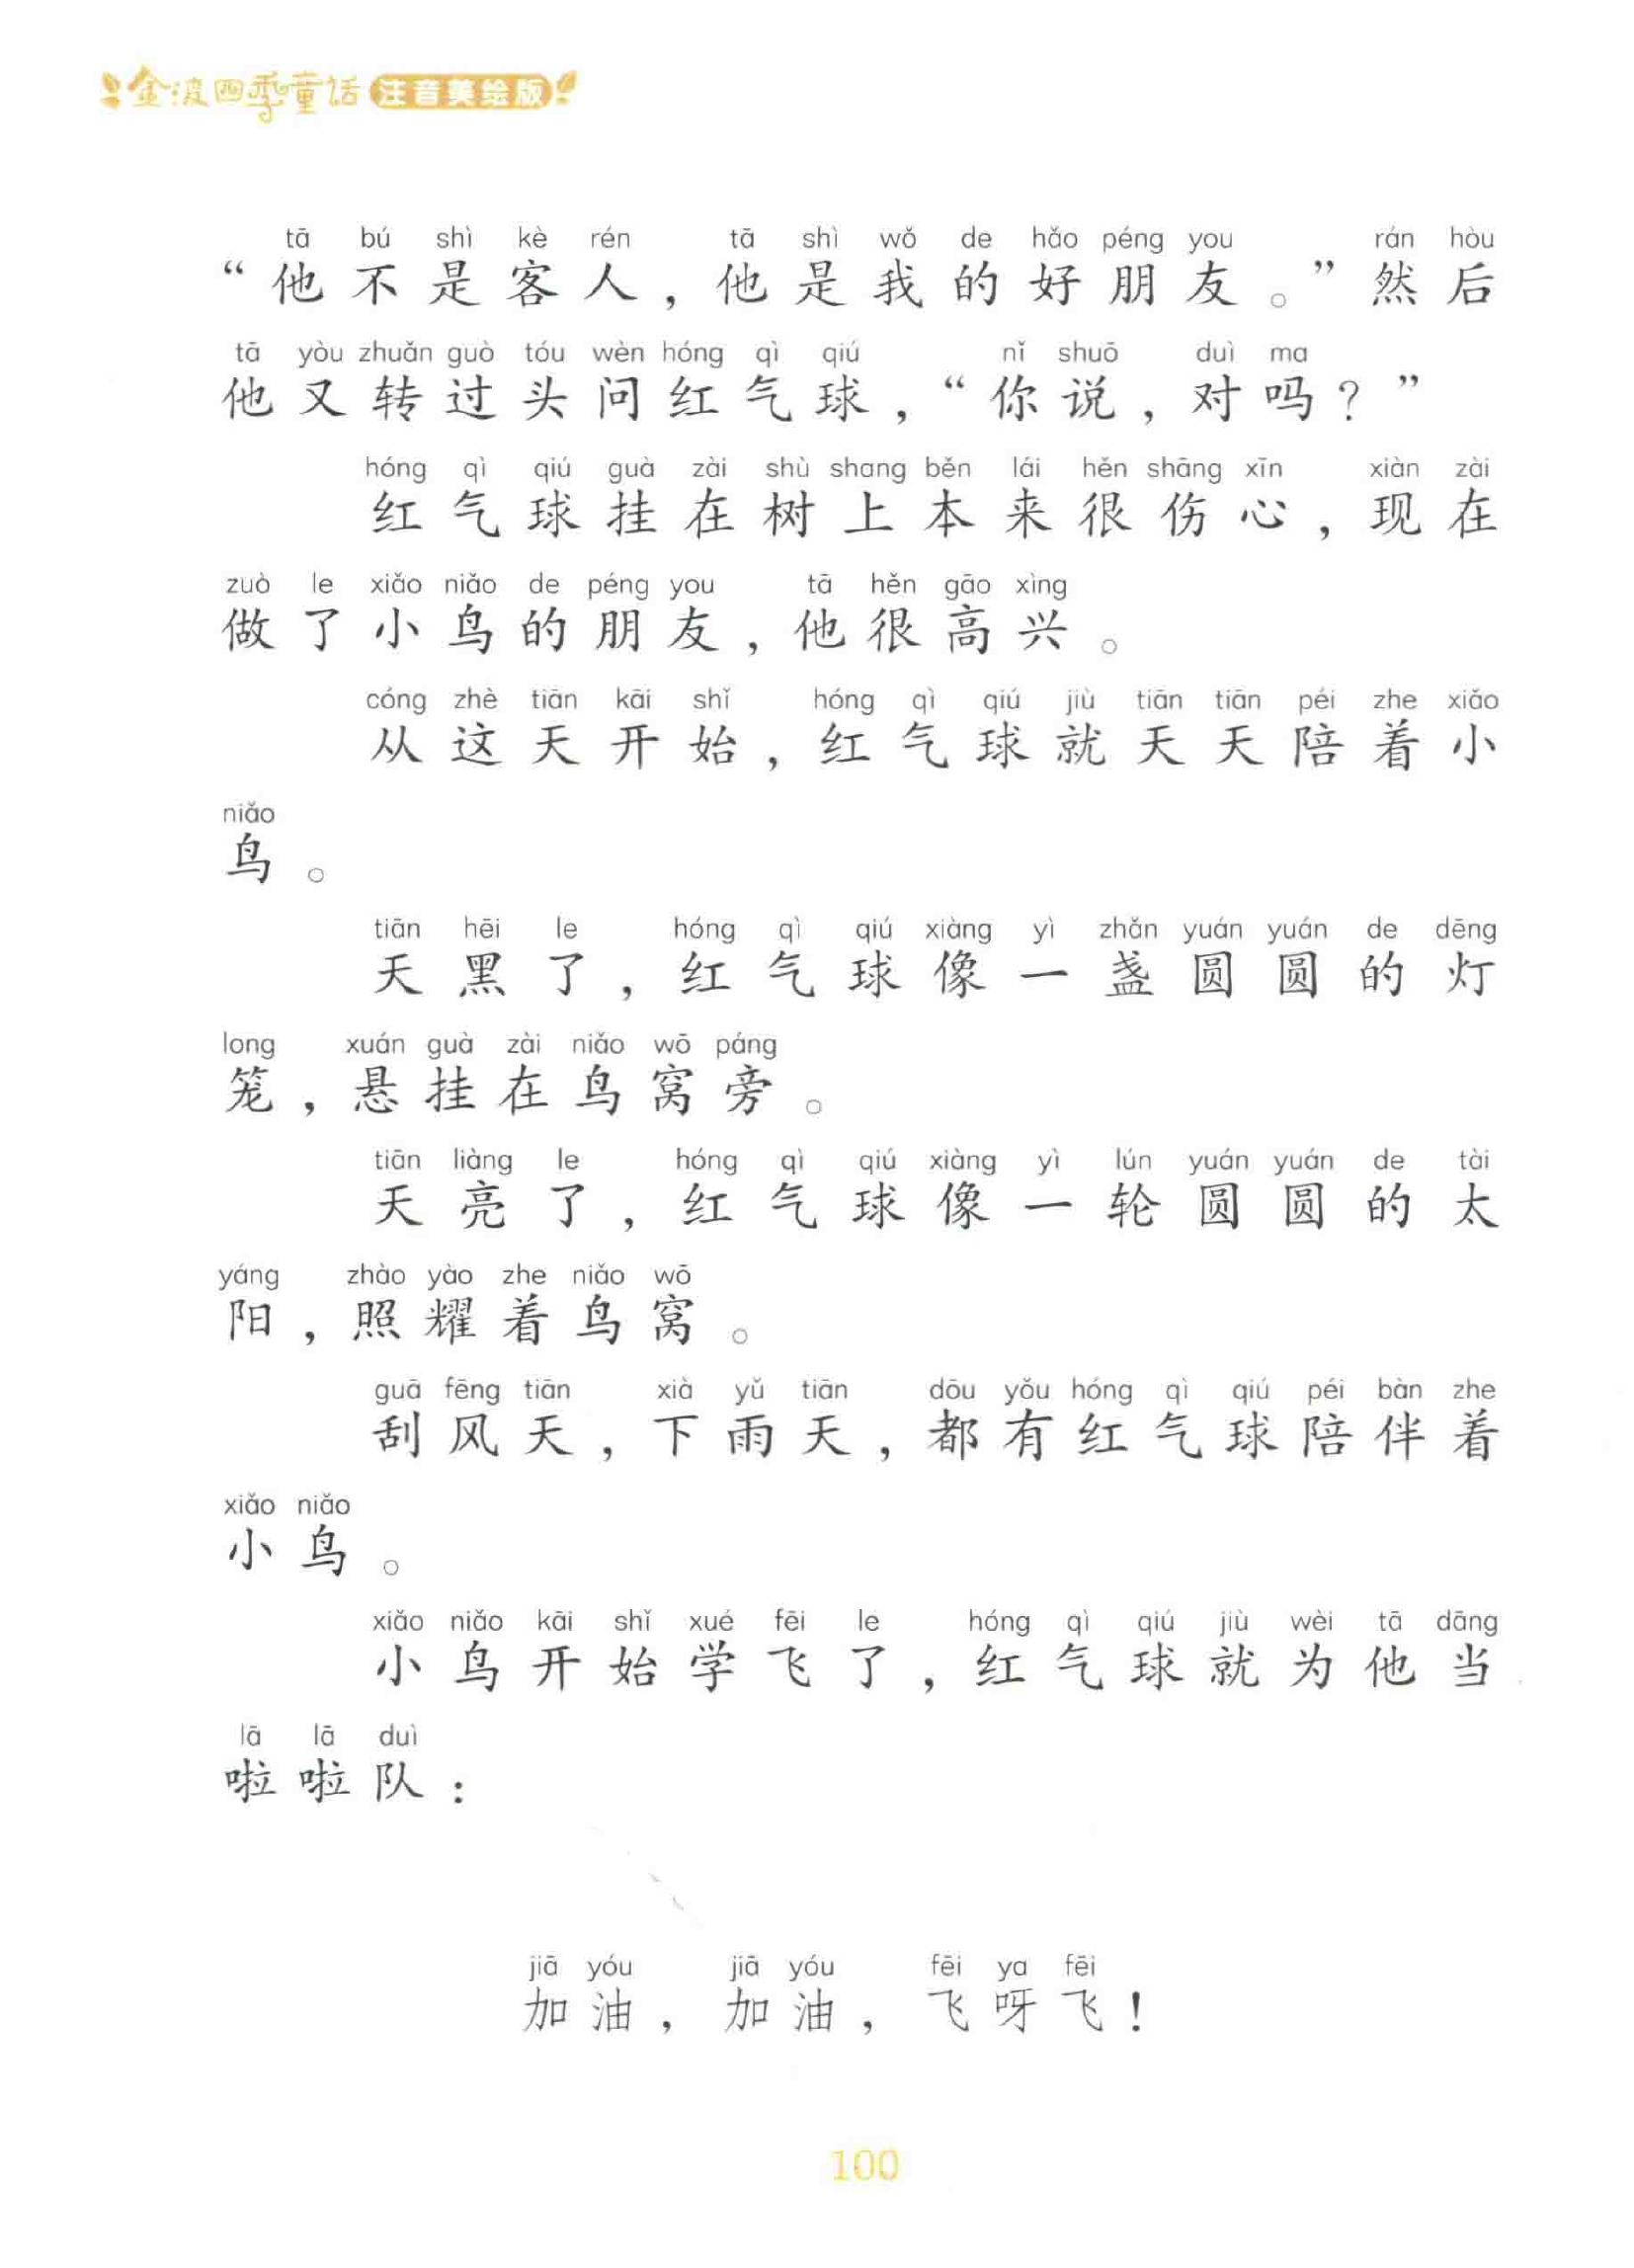 金波四季童话 注音美绘版
tā bú shì kè rén tā shì wǒ de hǎo péng you rán hòu
“他不是客人，他是我的好朋友。”然后
tā yòu zhuǎn guò tóu wèn hóng qì qiú nǐ shuō duì ma
他又转过头问红气球，“你说，对吗？”
hóng qì qiú guà zài shù shang běn lái hěn shāng xīn xiàn zài
红气球挂在树上本来很伤心，现在
zuò le xiǎo niǎo de péng you tā hěn gāo xìng
做了小鸟的朋友，他很高兴。
cóng zhè tiān kāi shǐ hóng qì qiú jiù tiān tiān péi zhe xiǎo
从这天开始，红气球就天天陪着小
niǎo
鸟。
tiān hēi le hóng qì qiú xiàng yì zhǎn yuán yuán de dēng
天黑了，红气球像一盏圆圆的灯
long xuán guà zài niǎo wō páng
笼，悬挂在鸟窝旁。
tiān liàng le hóng qì qiú xiàng yì lún yuán yuán de tài
天亮了，红气球像一轮圆圆的太
yáng zhào yào zhe niǎo wō
阳，照耀着鸟窝。
guā fēng tiān xià yǔ tiān dōu yǒu hóng qì qiú péi bàn zhe
刮风天，下雨天，都有红气球陪伴着
xiǎo niǎo
小鸟。
xiǎo niǎo kāi shǐ xué fēi le hóng qì qiú jiù wèi tā dāng
小鸟开始学飞了，红气球就为他当
lā lā duì
啦啦队：
jiā yóu jiā yóu fēi ya fēi
加油，加油，飞呀飞！
100